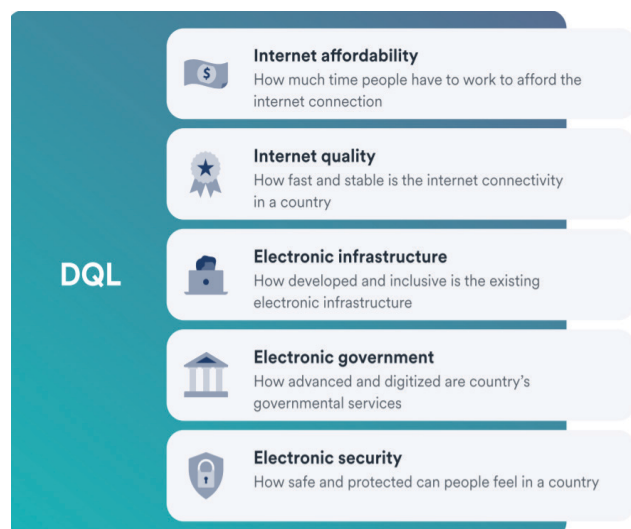 Internet affordability
How much time people have to work to afford the
internet connection
Internet quality
How fast and stable is the internet connectivity
in a country
DQL
Electronic infrastructure
How developed and inclusive is the existing
electronic infrastructure
Electronic government
How advanced and digitized are country's
governmental services
Electronic security
How safe and protected can people feel in a country